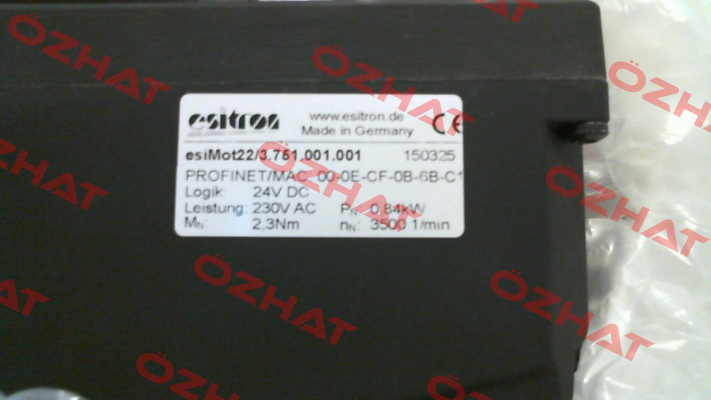 esitron www.esitron.de
Made in Germany CE
esiMot22/3.751.001.001 150325
PROFINET/MAC 00-0E-CF-0B-6B-C1
Logik: 24V DC
Leistung: 230V AC PN: 0,84kW
MN: 2,3Nm nN: 3500 1/min
ÖZHAT
ÖZHAT
ÖZHAT
ÖZHAT
ÖZHAT
ÖZHAT
ÖZHAT
ÖZHAT
ÖZHAT